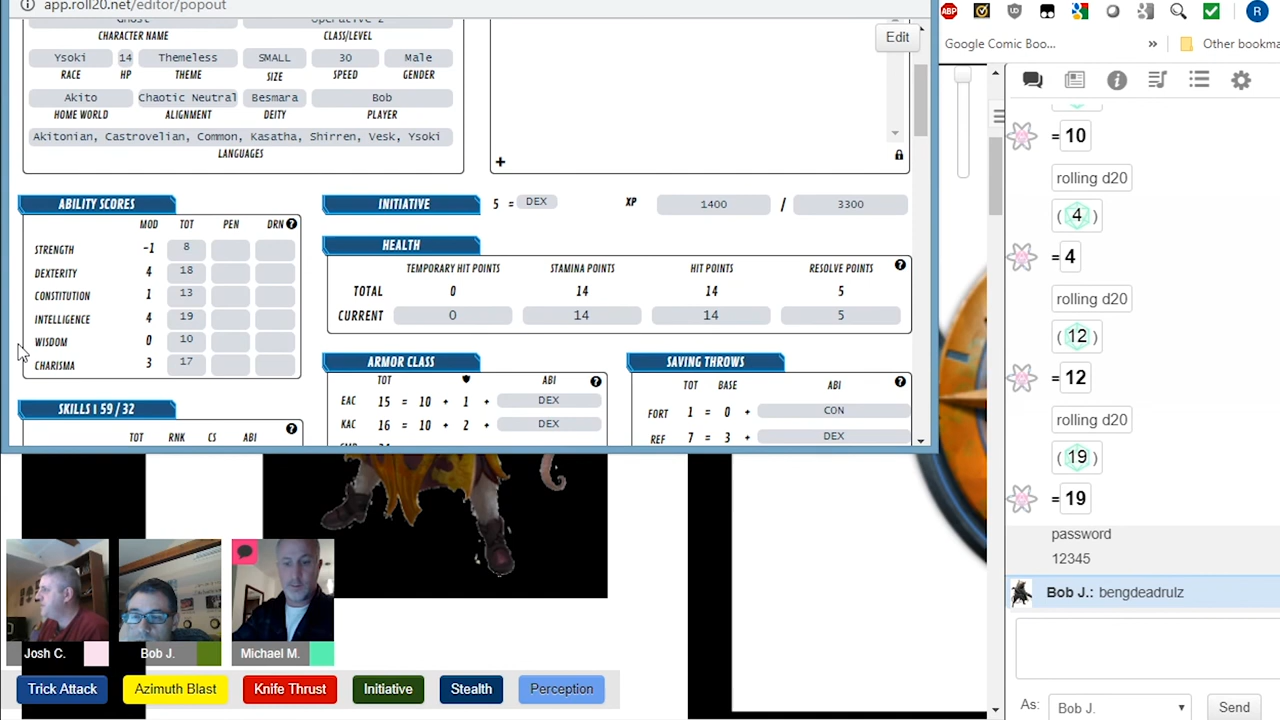 app.roll20.net/editor/popout
Ghost Operative 2
CHARACTER NAME CLASS/LEVEL
Edit
Ysoki 14 Themeless SMALL 30 Male
RACE HP THEME SIZE SPEED GENDER
Akito Chaotic Neutral Besmara Bob
HOME WORLD ALIGNMENT DEITY PLAYER
Akitonian, Castrovelian, Common, Kasatha, Shirren, Vesk, Ysoki
LANGUAGES
+
ABILITY SCORES
MOD TOT PEN DRN ?
STRENGTH -1 8
DEXTERITY 4 18
CONSTITUTION 1 13
INTELLIGENCE 4 19
WISDOM 0 10
CHARISMA 3 17
SKILLS | 59 / 32
?
TOT RNK CS ABI
INITIATIVE 5 = DEX XP 1400 / 3300
HEALTH
TEMPORARY HIT POINTS STAMINA POINTS HIT POINTS RESOLVE POINTS ?
TOTAL 0 14 14 5
CURRENT 0 14 14 5
ARMOR CLASS
TOT ABI ?
EAC 15 = 10 + 1 + DEX
KAC 16 = 10 + 2 + DEX
SAVING THROWS
TOT BASE ABI ?
FORT 1 = 0 + CON
REF 7 = 3 + DEX
Josh C.
Bob J.
Michael M.
Trick Attack Azimuth Blast Knife Thrust Initiative Stealth Perception
ABP R
Google Comic Boo... » Other bookma
= 10
rolling d20
(4)
= 4
rolling d20
(12)
= 12
rolling d20
(19)
= 19
password
12345
Bob J.: bengdeadrulz
As: Bob J. Send